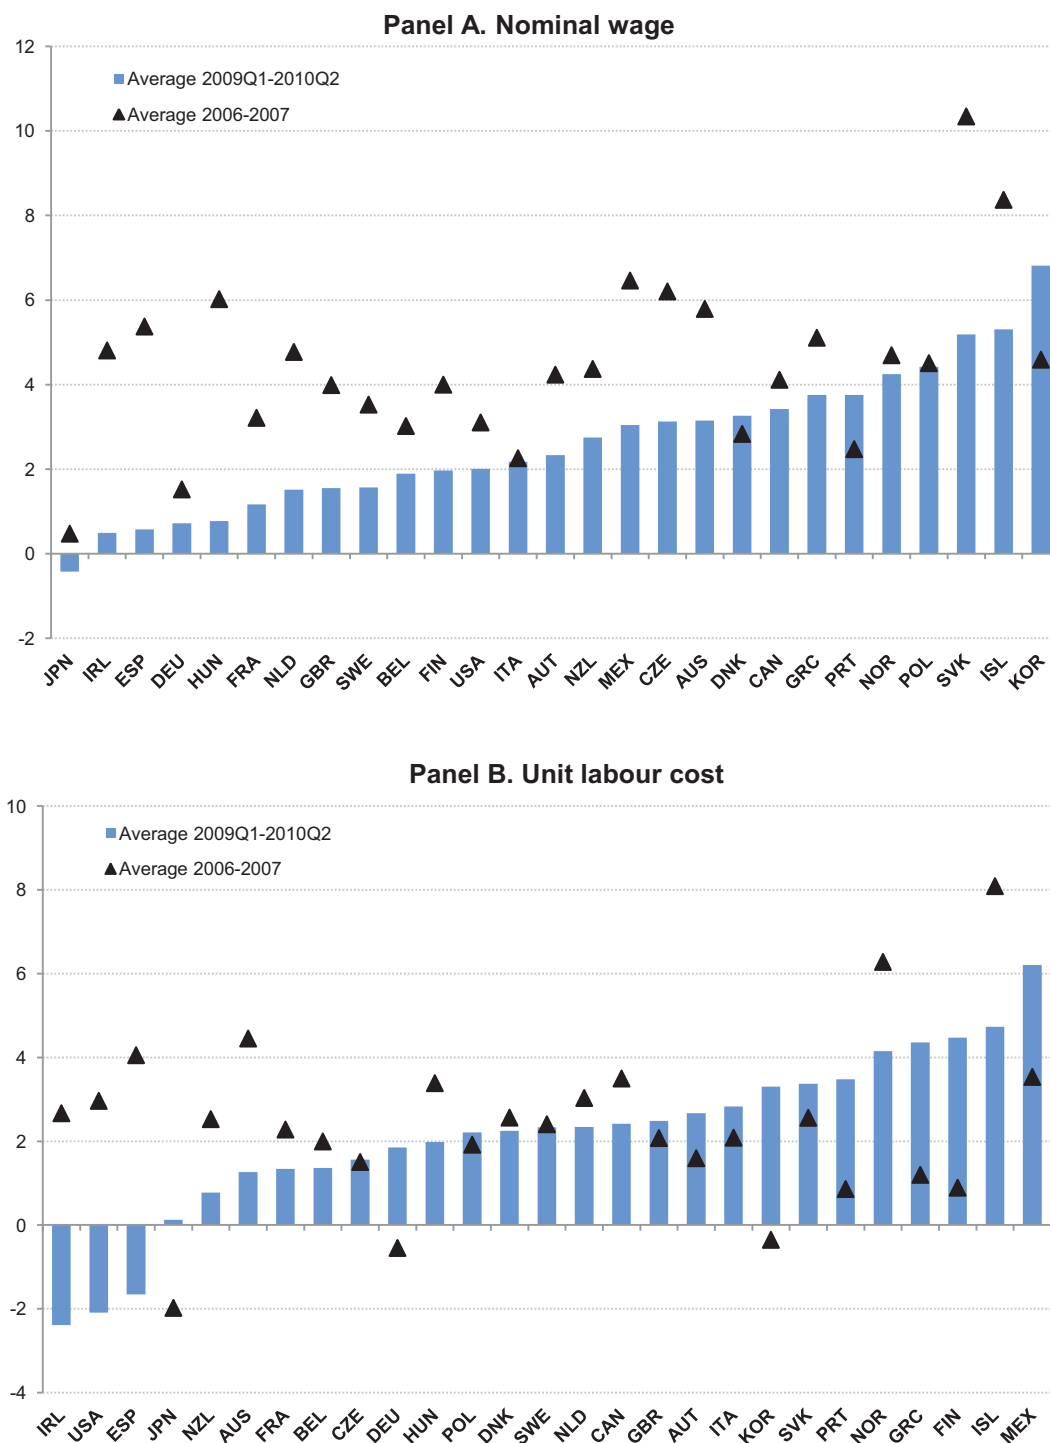 Panel A. Nominal wage
12
Average 2009Q1-2010Q2
Average 2006-2007
10
8
6
4
2
0
-2
JPN IRL ESP DEU HUN FRA NLD GBR SWE BEL FIN USA ITA AUT NZL MEX CZE AUS DNK CAN GRC PRT NOR POL SVK ISL KOR
Panel B. Unit labour cost
10
Average 2009Q1-2010Q2
Average 2006-2007
8
6
4
2
0
-2
-4
IRL USA ESP JPN NZL AUS FRA BEL CZE DEU HUN POL DNK SWE NLD CAN GBR AUT ITA KOR SVK PRT NOR GRC FIN ISL MEX